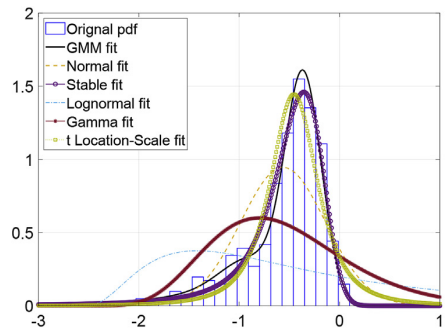 2
Orignal pdf
GMM fit
Normal fit
1.5
Stable fit
Lognormal fit
Gamma fit
t Location-Scale fit
1
0.5
0
-3 -2 -1 0